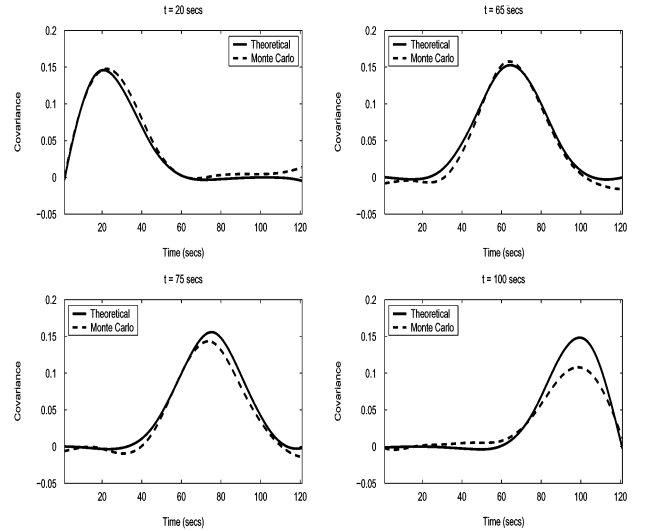 t = 20 secs
0.2
0.15
0.1
0.05
0
−0.05
Covariance
Theoretical
Monte Carlo
20 40 60 80 100 120
Time (secs)
t = 65 secs
0.2
0.15
0.1
0.05
0
−0.05
Covariance
Theoretical
Monte Carlo
20 40 60 80 100 120
Time (secs)
t = 75 secs
0.2
0.15
0.1
0.05
0
−0.05
Covariance
Theoretical
Monte Carlo
20 40 60 80 100 120
Time (secs)
t = 100 secs
0.2
0.15
0.1
0.05
0
−0.05
Covariance
Theoretical
Monte Carlo
20 40 60 80 100 120
Time (secs)